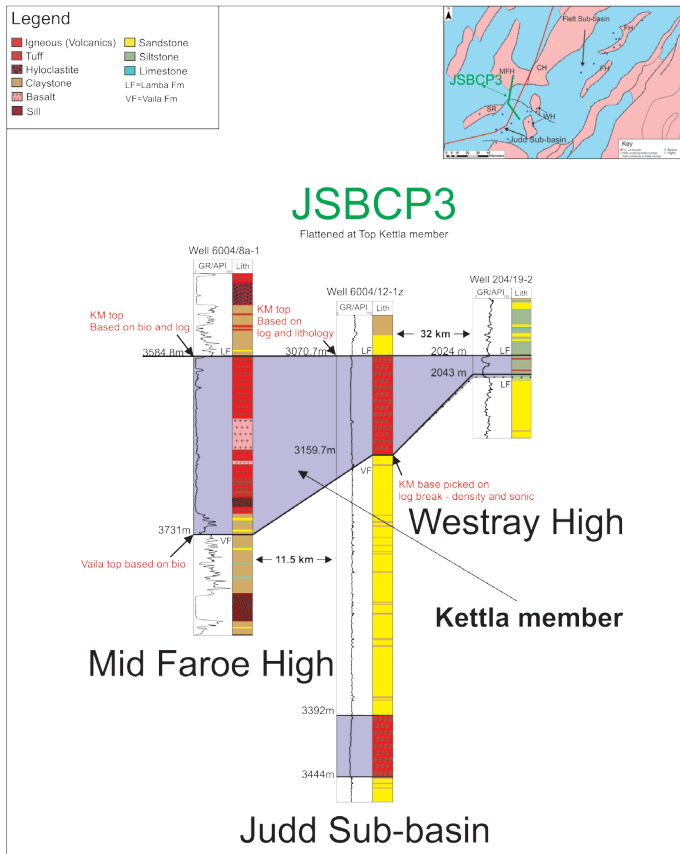 Legend
Igneous (Volcanics)
Tuff
Hyloclastite
Claystone
Basalt
Sill
Sandstone
Siltstone
Limestone
LF=Lamba Fm
VF=Vaila Fm
Flett Sub-basin
FH
FH
MFH
CH
JSBCP3
SR
WH
Judd Sub-basin
Key
JSBCP3
Flattened at Top Kettla member
Well 6004/8a-1
GR/API
Lith
Well 6004/12-1z
GR/API
Lith
Well 204/19-2
GR/API
Lith
KM top
Based on bio and log
KM top
Based on
log and lithology
32 km
3584.8m
LF
3070.7m
LF
2024 m
LF
2043 m
LF
3159.7m
VF
KM base picked on
log break - density and sonic
Westray High
3731m
VF
Vaila top based on bio
11.5 km
Kettla member
Mid Faroe High
3392m
3444m
Judd Sub-basin